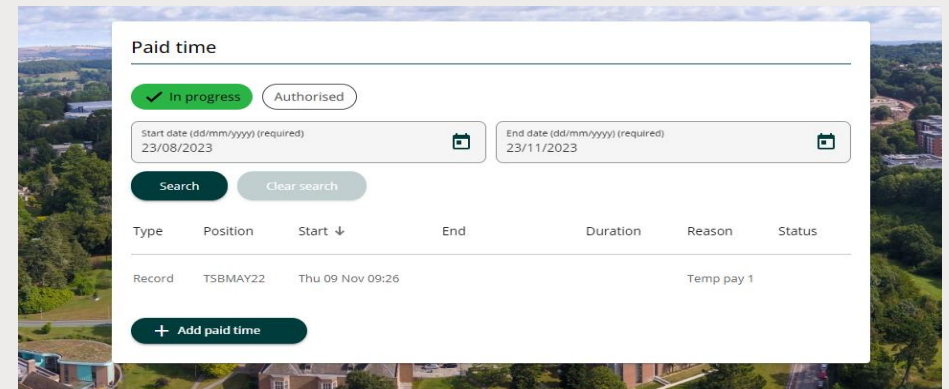 Paid time
In progress Authorised
Start date (dd/mm/yyyy) (required) End date (dd/mm/yyyy) (required)
23/08/2023 23/11/2023
Search Clear search
Type Position Start End Duration Reason Status
Record TSBMAY22 Thu 09 Nov 09:26 Temp pay 1
Add paid time